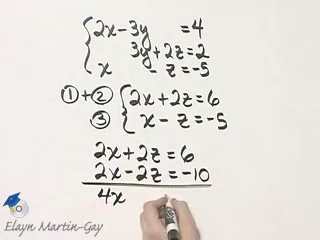 2x-3y =4
3y+2z=2
x -z=-5
①+② 2x+2z=6
③ x-z=-5
2x+2z=6
2x-2z=-10
4x
Elayn Martin-Gay